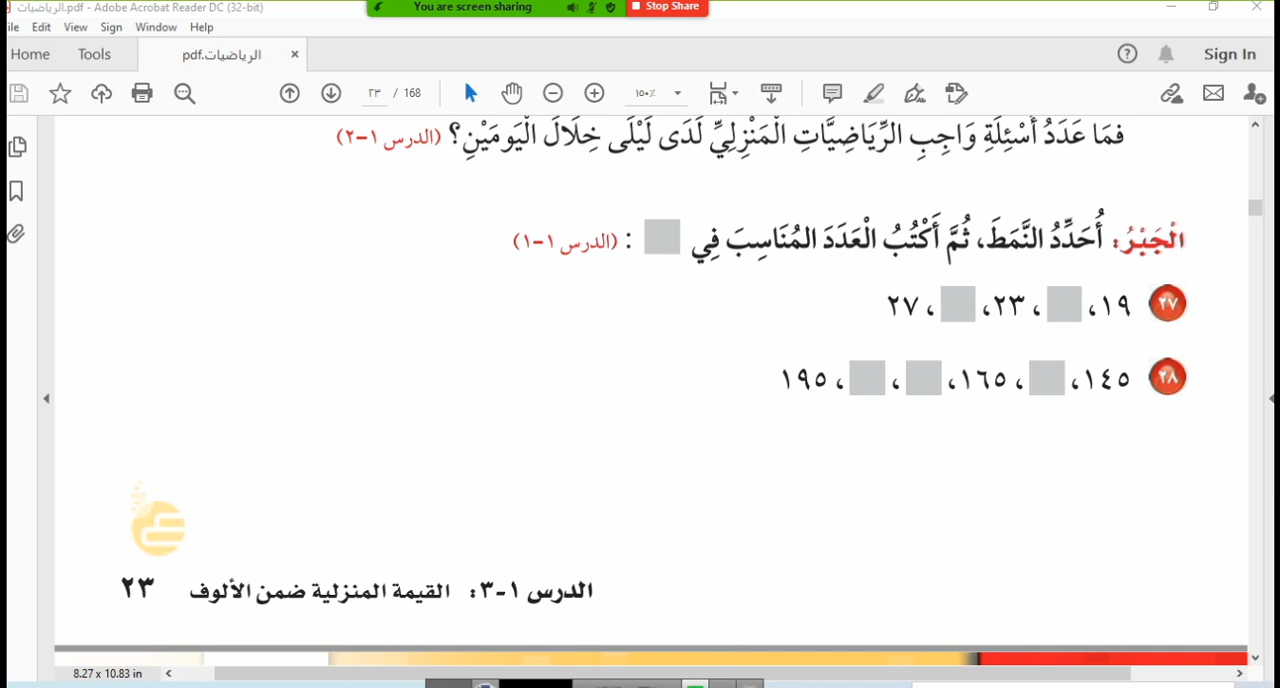 الرياضيات.pdf - Adobe Acrobat Reader DC (32-bit)
You are screen sharing
Stop Share
ile Edit View Sign Window Help
Home Tools الرياضيات.pdf × Sign In
٢٣ / 168 ١٥٠٪
فَمَا عَدَدُ أَسْئِلَةِ وَاجِبِ الرِّيَاضِيَّاتِ الْمَنْزِلِيِّ لَدَى لَيْلَى خِلَالَ الْيَومَيْنِ؟ (الدرس ١-٢)
الْجَبْرُ: أُحَدِّدُ النَّمَطَ، ثُمَّ أَكْتُبُ الْعَدَدَ المُنَاسِبَ فِي : (الدرس ١-١)
٢٧ ١٩، ، ٢٣، ، ٢٧
٢٨ ١٤٥، ، ١٦٥، ، ، ١٩٥
الدرس ١-٣: القيمة المنزلية ضمن الألوف ٢٣
8.27 x 10.83 in